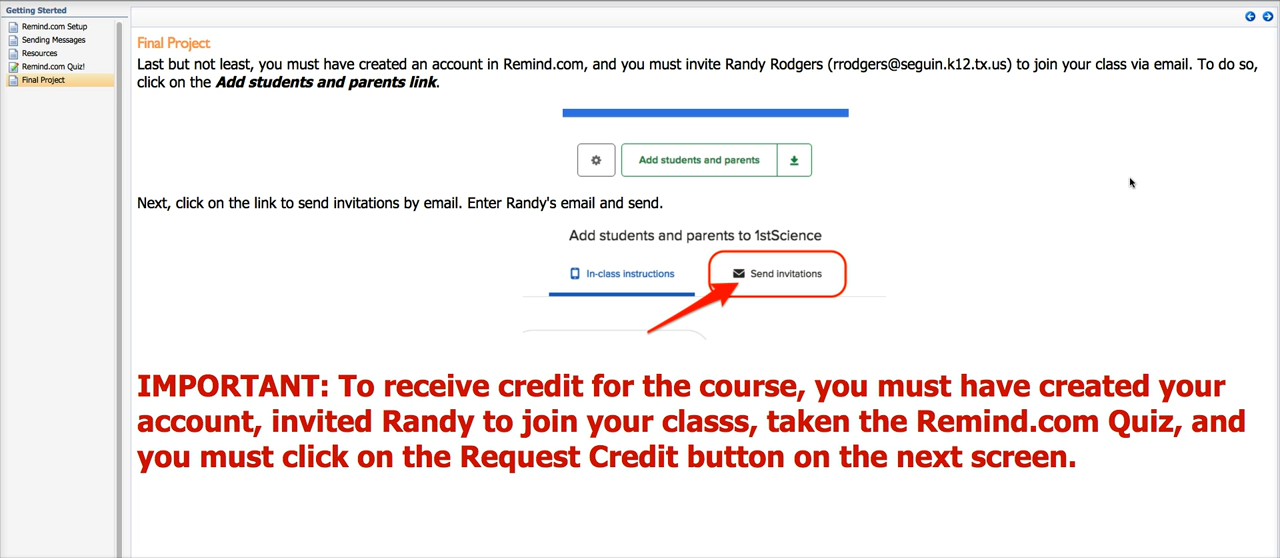 Getting Started
Remind.com Setup
Sending Messages
Resources
Remind.com Quiz!
Final Project
Final Project
Last but not least, you must have created an account in Remind.com, and you must invite Randy Rodgers (rrodgers@seguin.k12.tx.us) to join your class via email. To do so,
click on the Add students and parents link.
Add students and parents
Next, click on the link to send invitations by email. Enter Randy's email and send.
Add students and parents to 1stScience
In-class instructions
Send invitations
IMPORTANT: To receive credit for the course, you must have created your
account, invited Randy to join your classs, taken the Remind.com Quiz, and
you must click on the Request Credit button on the next screen.